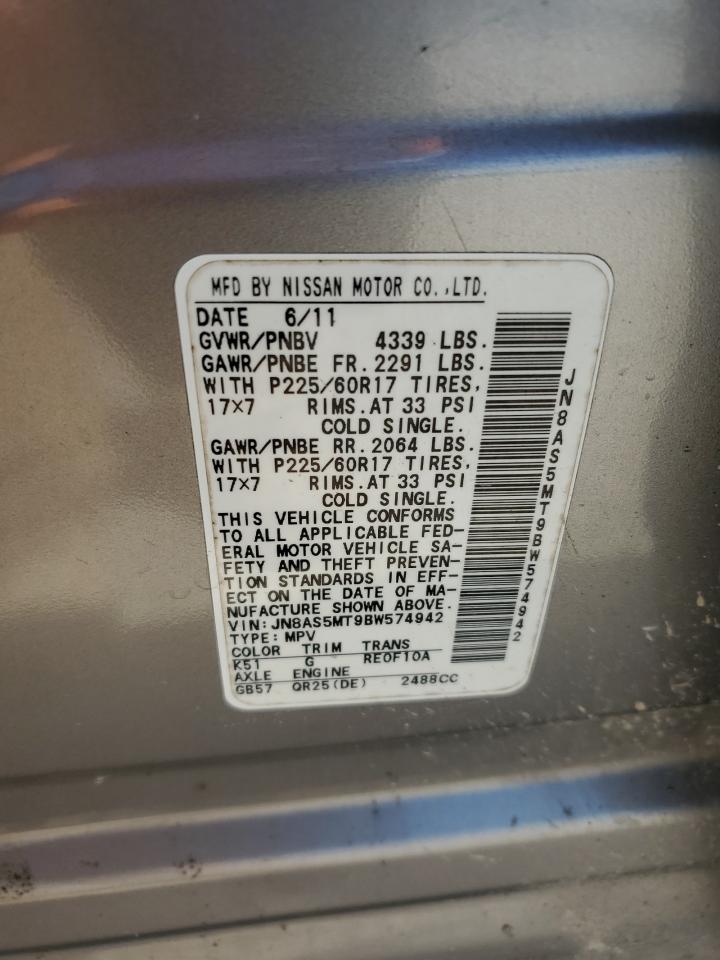 MFD BY NISSAN MOTOR CO.,LTD.
DATE 6/11
GVWR/PNBV 4339 LBS.
GAWR/PNBE FR. 2291 LBS.
WITH P225/60R17 TIRES,
17×7 RIMS.AT 33 PSI
COLD SINGLE.
GAWR/PNBE RR. 2064 LBS.
WITH P225/60R17 TIRES,
17×7 RIMS.AT 33 PSI
COLD SINGLE.
THIS VEHICLE CONFORMS
TO ALL APPLICABLE FED-
ERAL MOTOR VEHICLE SA-
FETY AND THEFT PREVEN-
TION STANDARDS IN EFF-
ECT ON THE DATE OF MA-
NUFACTURE SHOWN ABOVE.
VIN:JN8AS5MT9BW574942
TYPE:MPV
COLOR TRIM TRANS
K51 G RE0F10A
AXLE ENGINE
GB57 QR25(DE) 2488CC
JN8AS5MT9BW574942